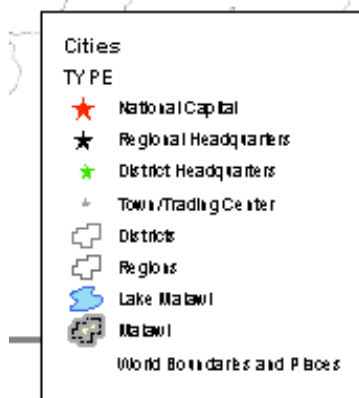 Cities
TYPE
National Capital
Regional Headquarters
District Headquarters
Town/Trading Center
Districts
Regions
Lake Malawi
Malawi
World Boundaries and Places